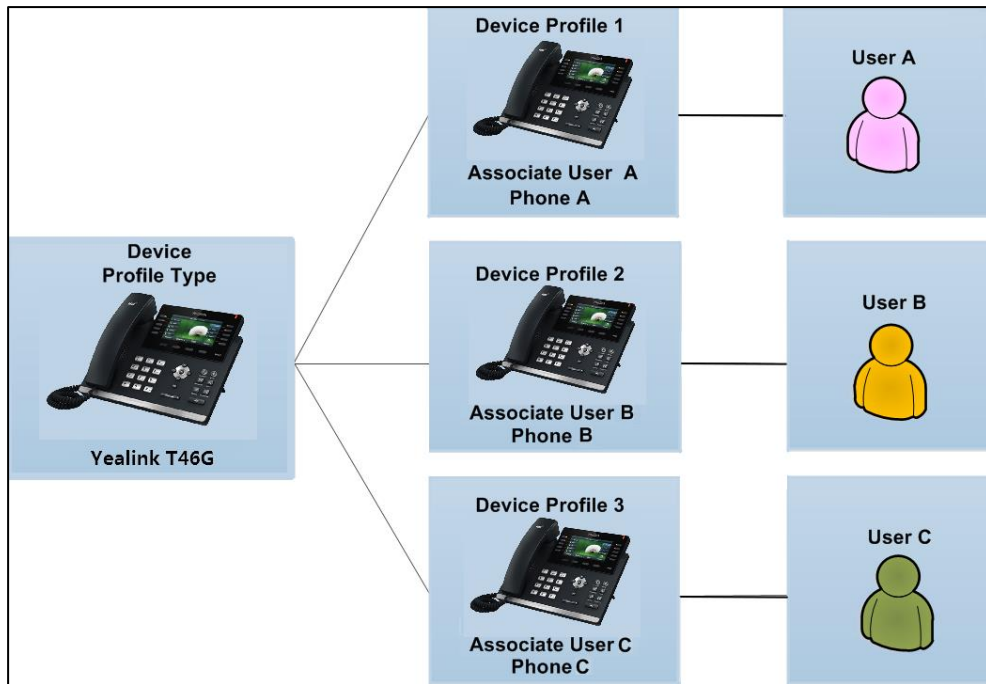 Device Profile 1
Associate User A
Phone A
User A
Device
Profile Type
Yealink T46G
Device Profile 2
Associate User B
Phone B
User B
Device Profile 3
Associate User C
Phone C
User C